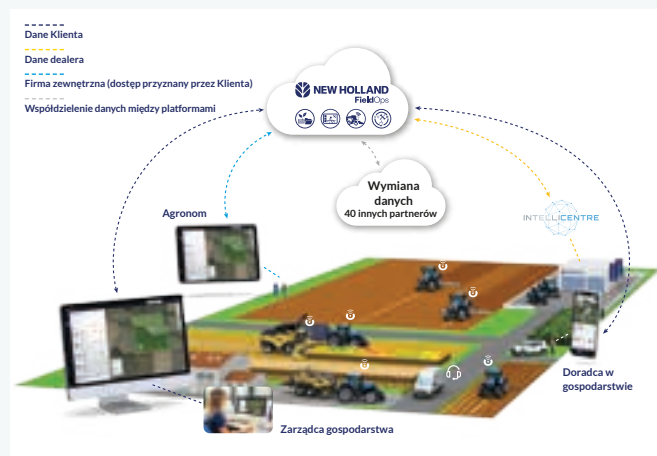 Dane Klienta
Dane dealera
Firma zewnętrzna (dostęp przyznany przez Klienta)
Współdzielenie danych między platformami
NEW HOLLAND
FieldOps
Wymiana
danych
40 innych partnerów
Agronom
INTELLICENTRE
Doradca w
gospodarstwie
Zarządca gospodarstwa